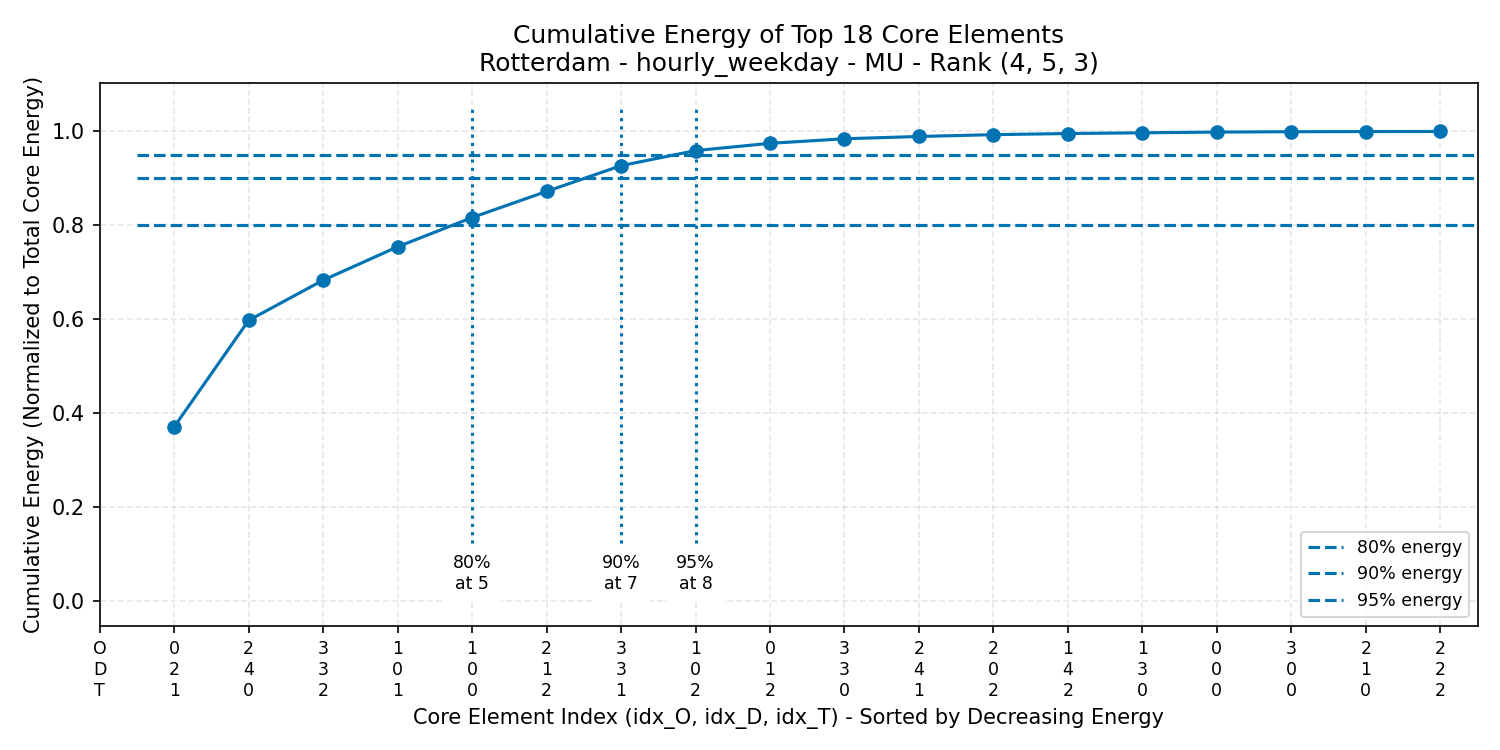 Cumulative Energy of Top 18 Core Elements
Rotterdam - hourly_weekday - MU - Rank (4, 5, 3)
Cumulative Energy (Normalized to Total Core Energy)
1.0
0.8
0.6
0.4
0.2
0.0
80%
at 5
90%
at 7
95%
at 8
80% energy
90% energy
95% energy
O 0 2 3 1 1 2 3 1 0 3 2 2 1 1 0 3 2 2
D 2 4 3 0 0 1 3 0 1 3 4 0 4 3 0 0 1 2
T 1 0 2 1 0 2 1 2 2 0 1 2 2 0 0 0 0 2
Core Element Index (idx_O, idx_D, idx_T) - Sorted by Decreasing Energy